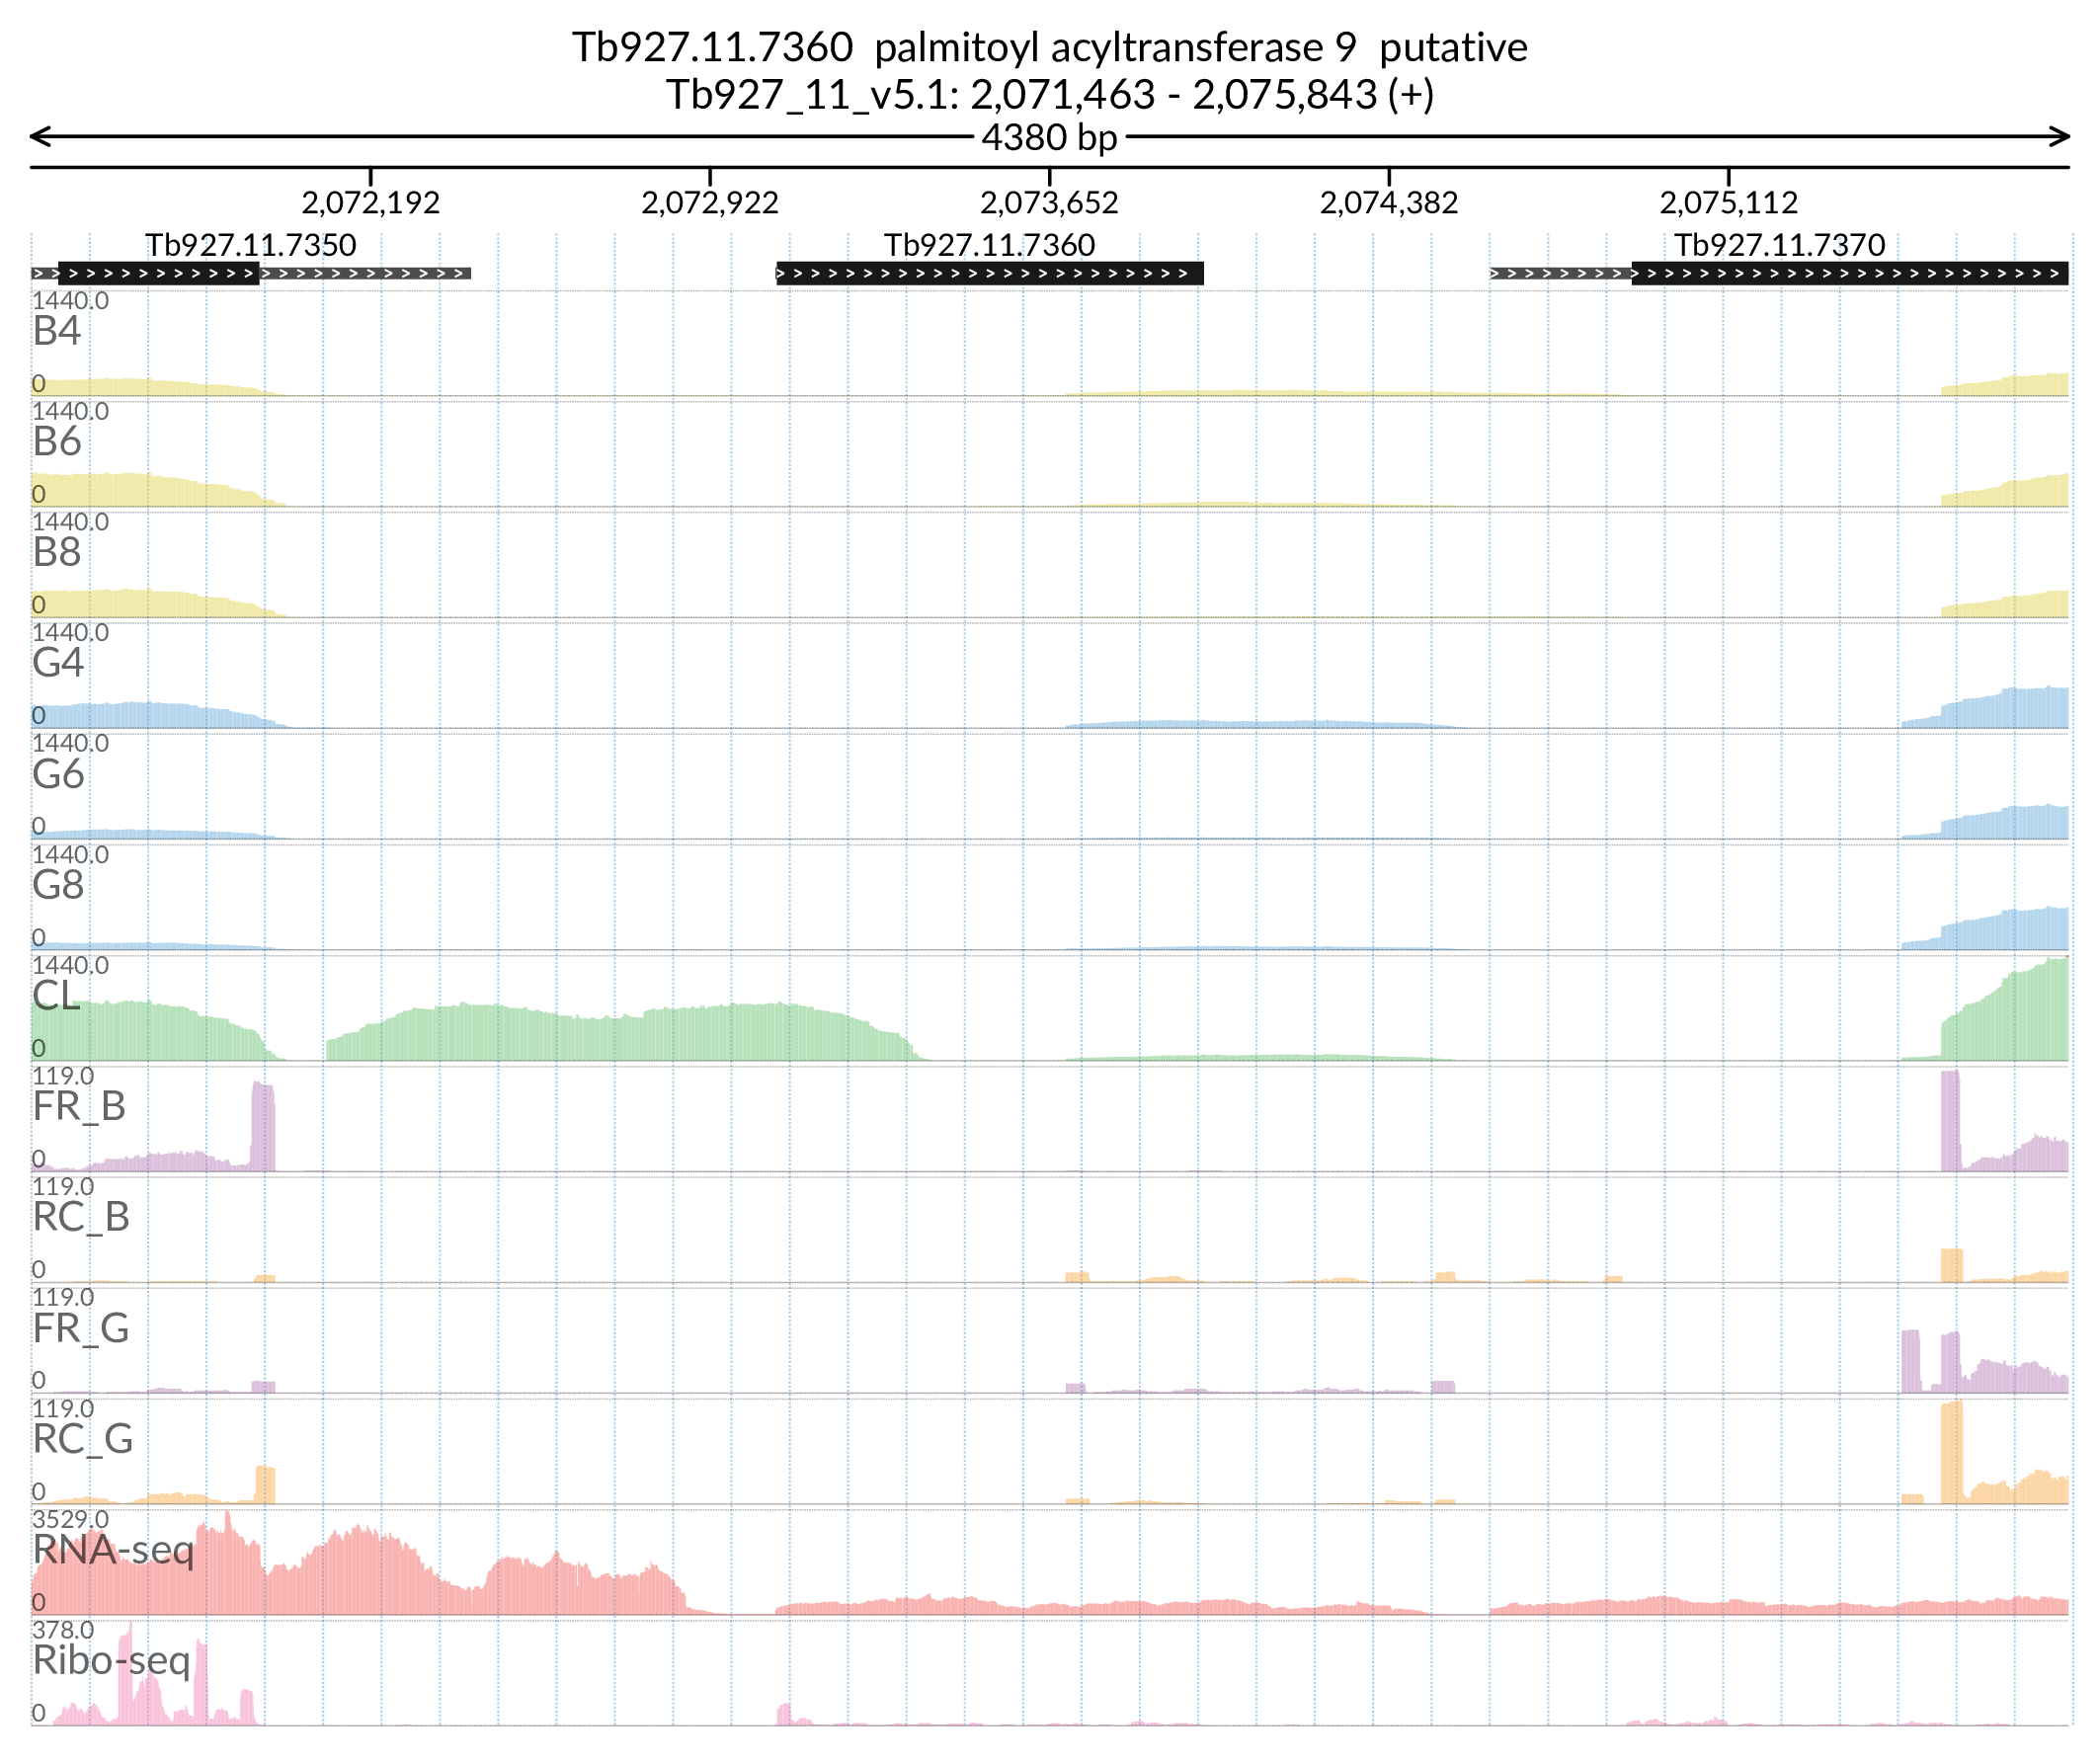 Tb927.11.7360 palmitoyl acyltransferase 9 putative
Tb927_11_v5.1: 2,071,463 - 2,075,843 (+)
4380 bp
2,072,192 2,072,922 2,073,652 2,074,382 2,075,112
Tb927.11.7350 Tb927.11.7360 Tb927.11.7370
1440.0
B4
0
1440.0
B6
0
1440.0
B8
0
1440.0
G4
0
1440.0
G6
0
1440.0
G8
0
1440.0
CL
0
119.0
FR_B
0
119.0
RC_B
0
119.0
FR_G
0
119.0
RC_G
0
3529.0
RNA-seq
0
378.0
Ribo-seq
0